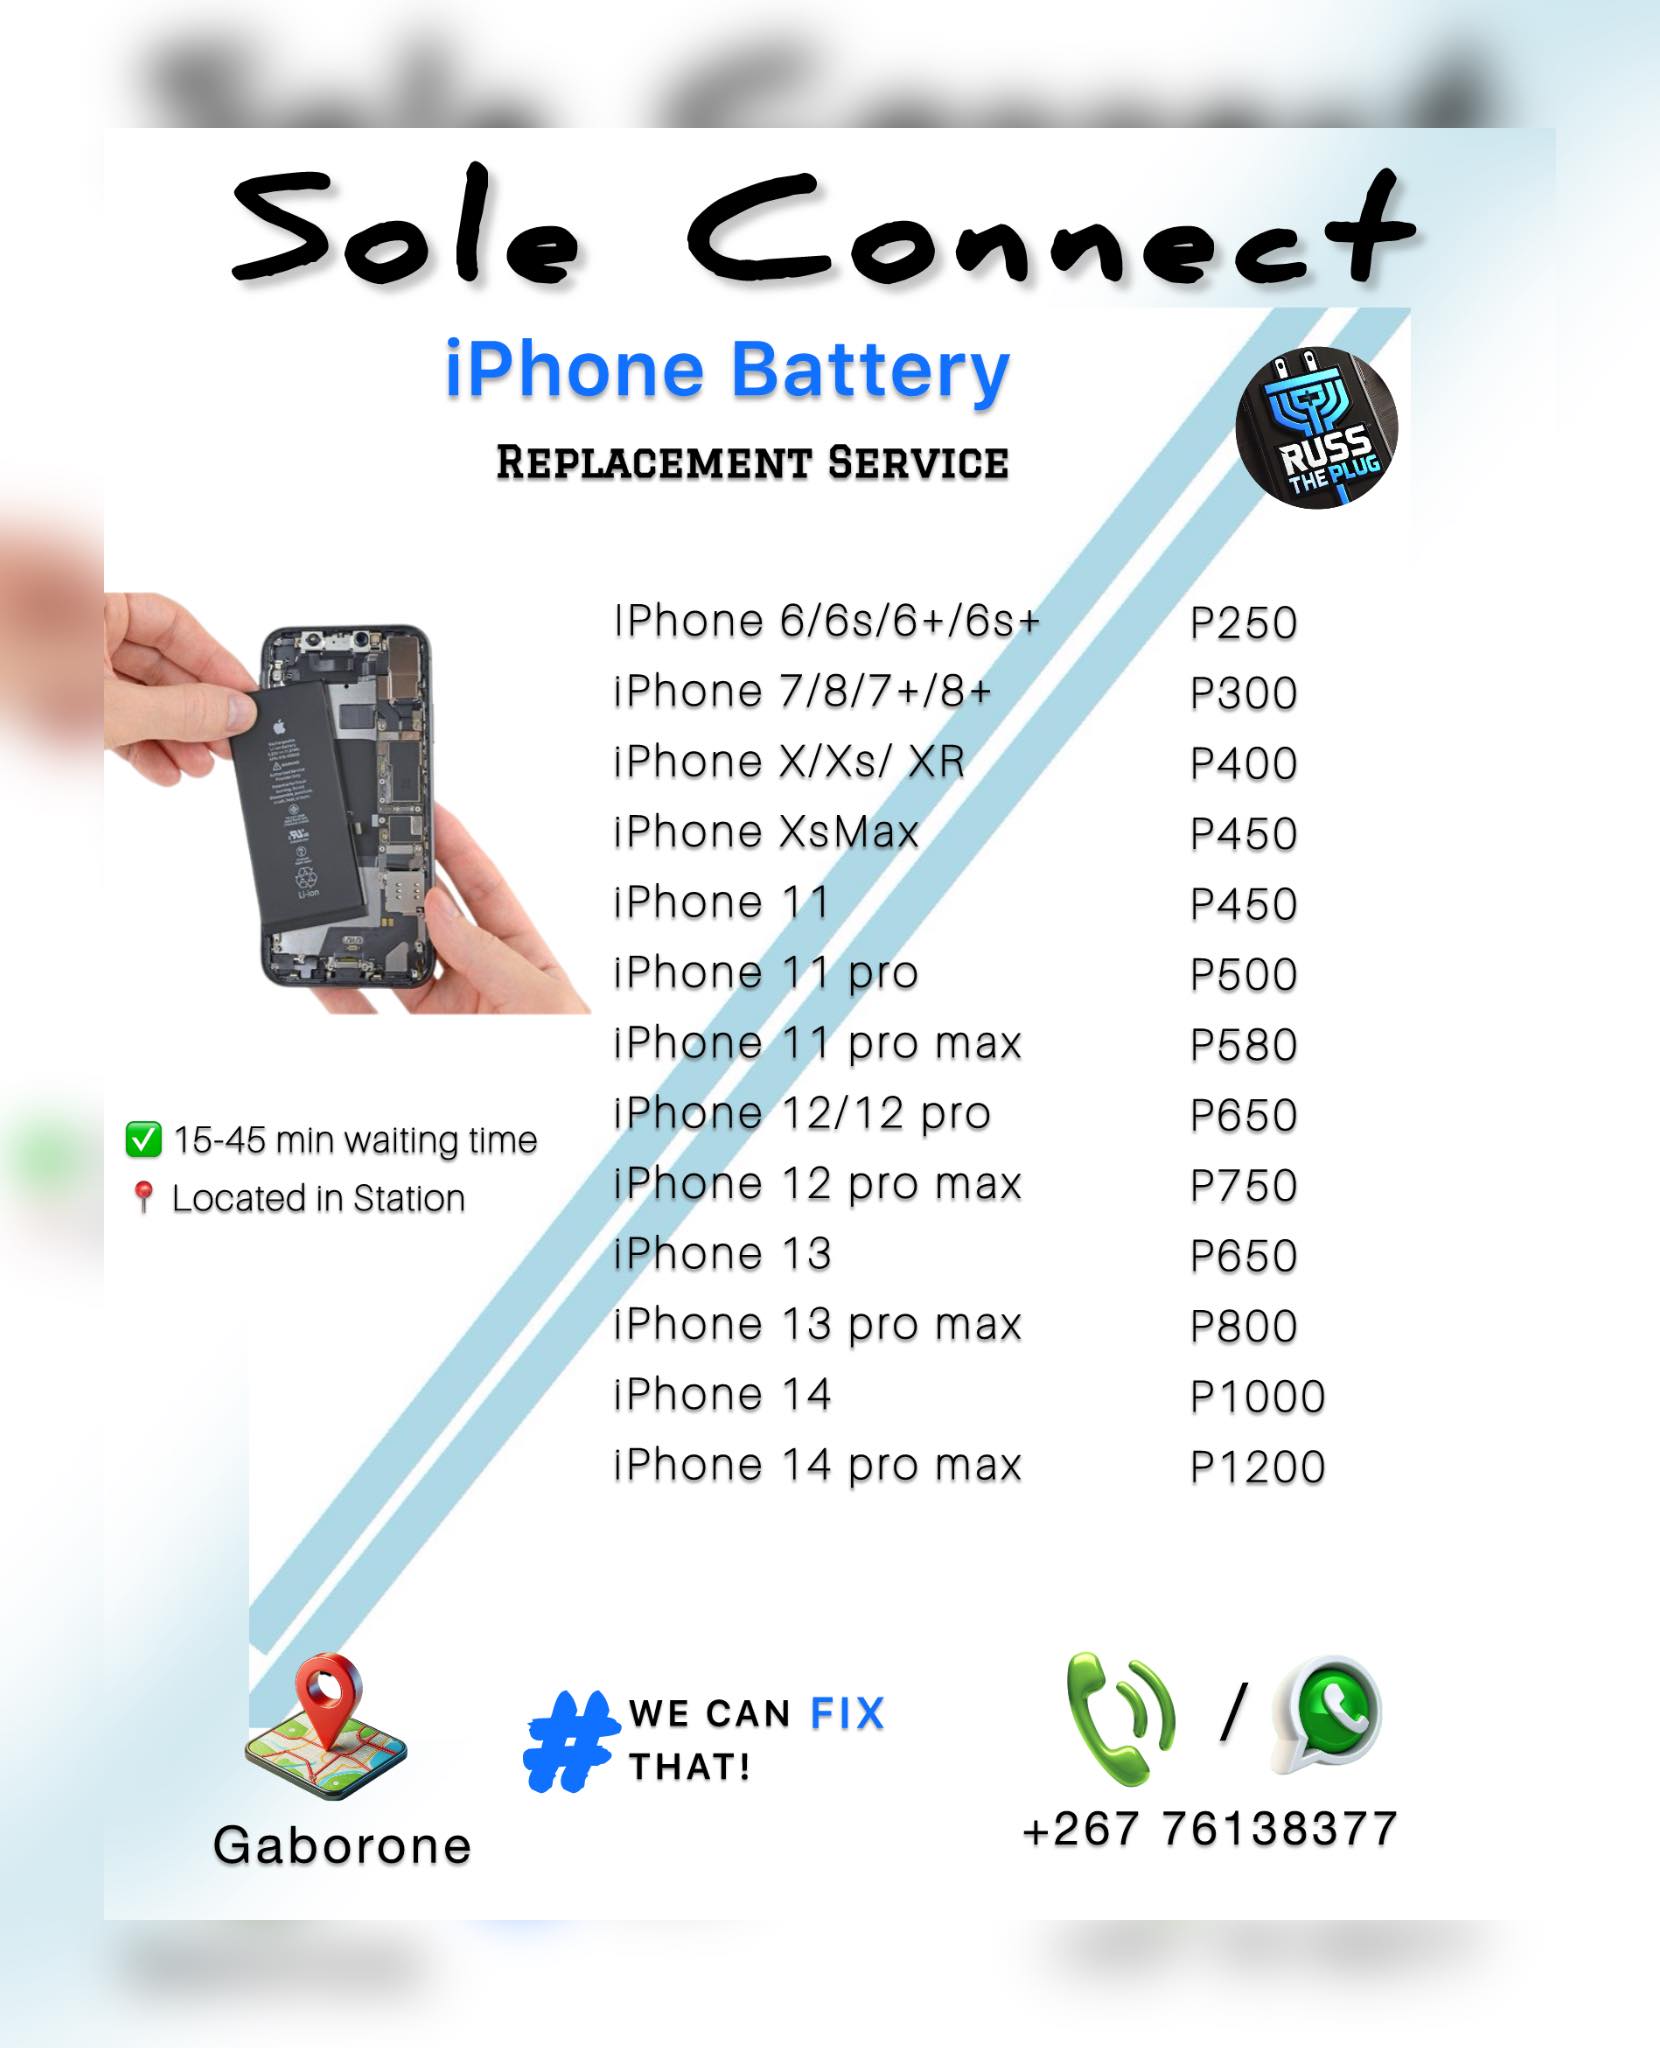 Sole Connect
iPhone Battery
REPLACEMENT SERVICE
RUSS
THE PLUG
IPhone 6/6s/6+/6s+ P250
iPhone 7/8/7+/8+ P300
iPhone X/Xs/ XR P400
iPhone XsMax P450
iPhone 11 P450
iPhone 11 pro P500
iPhone 11 pro max P580
iPhone 12/12 pro P650
iPhone 12 pro max P750
iPhone 13 P650
iPhone 13 pro max P800
iPhone 14 P1000
iPhone 14 pro max P1200
Li-ion
✅ 15-45 min waiting time
📍 Located in Station
Gaborone
#WE CAN FIX
THAT!
/
+267 76138377